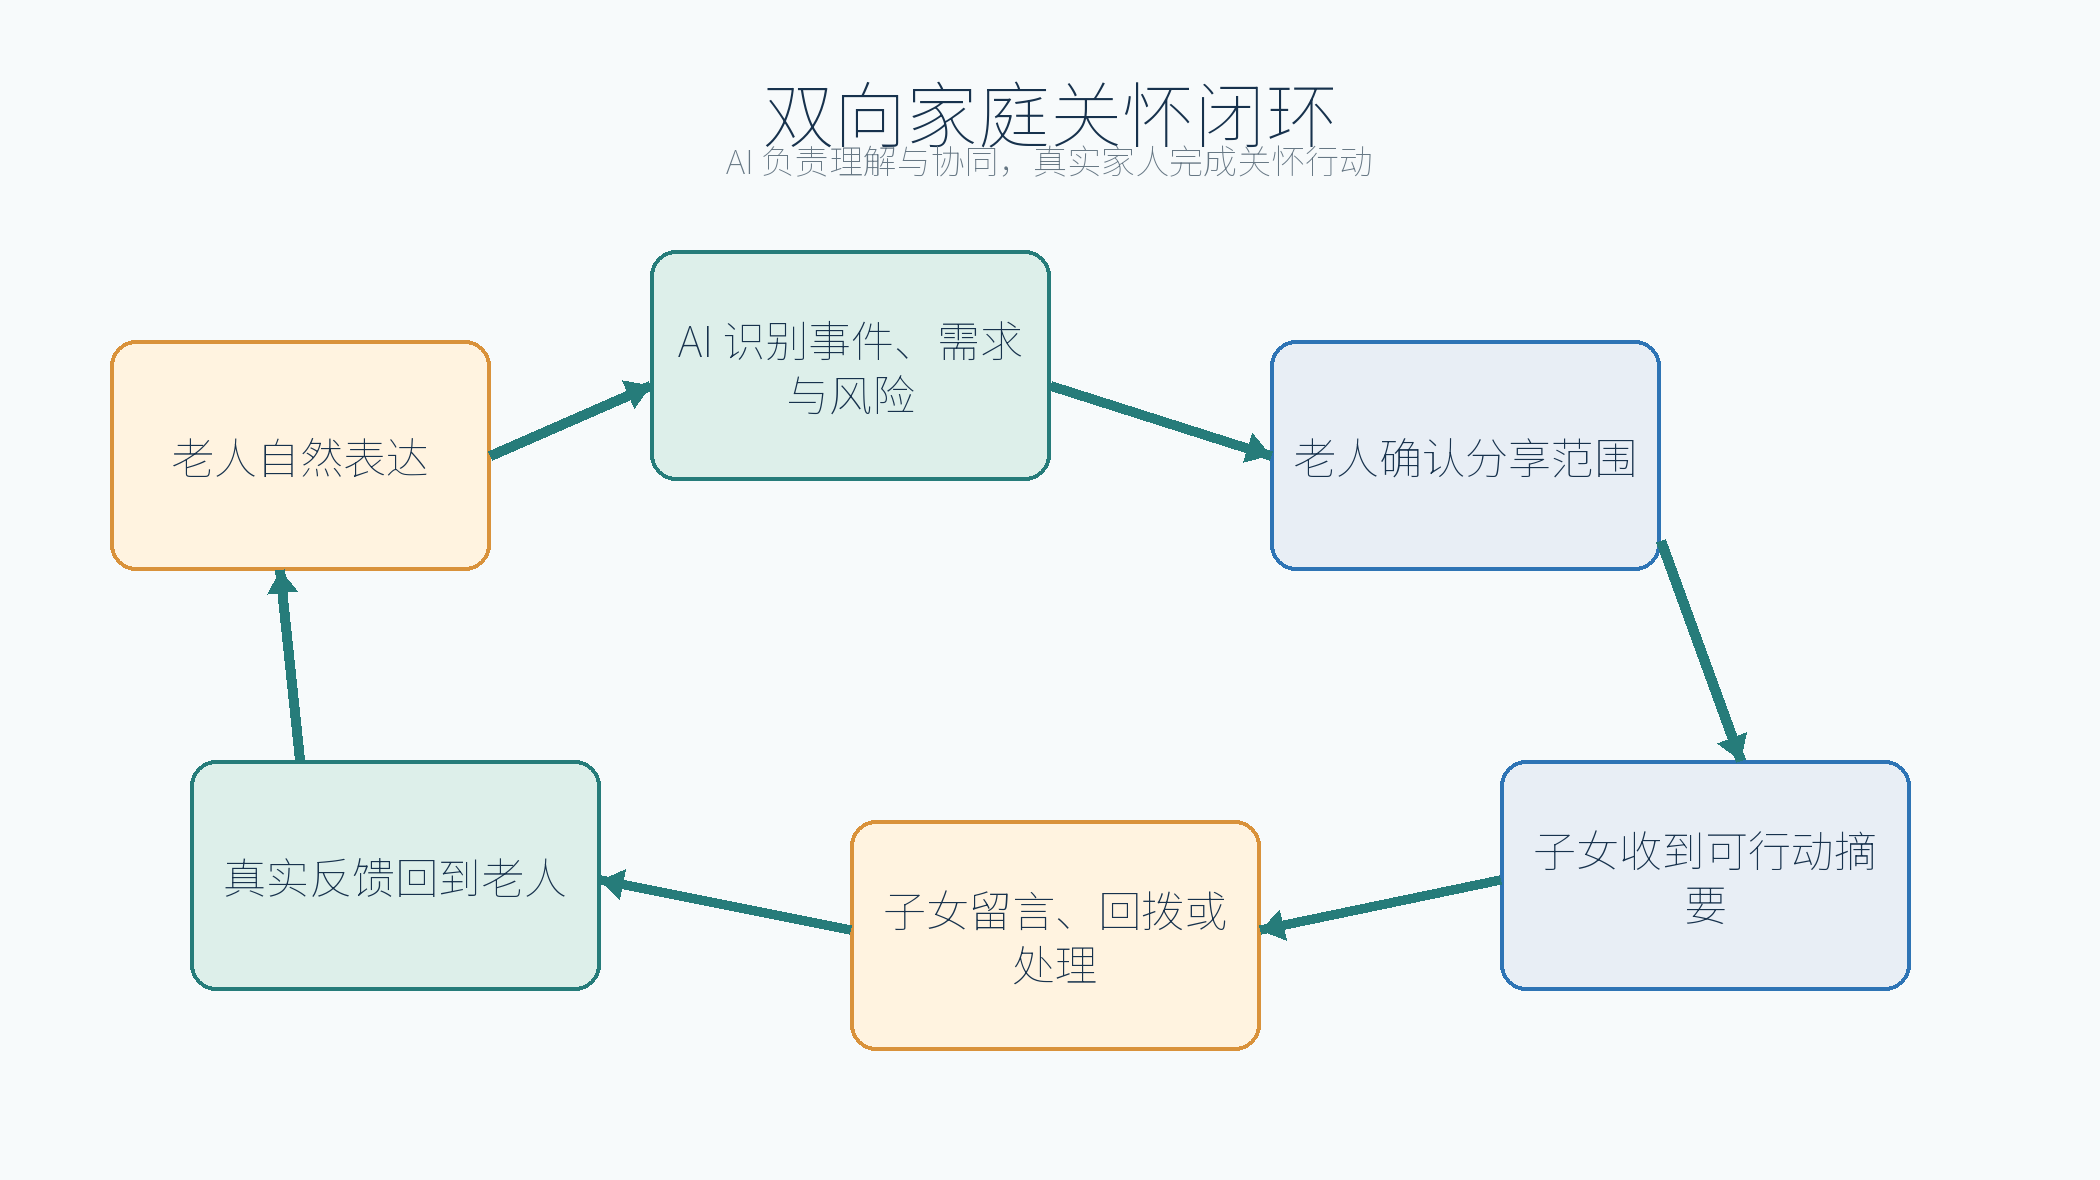 双向家庭关怀闭环
AI 负责理解与协同，真实家人完成关怀行动
老人自然表达
AI 识别事件、需求
与风险
老人确认分享范围
子女收到可行动摘
要
子女留言、回拨或
处理
真实反馈回到老人